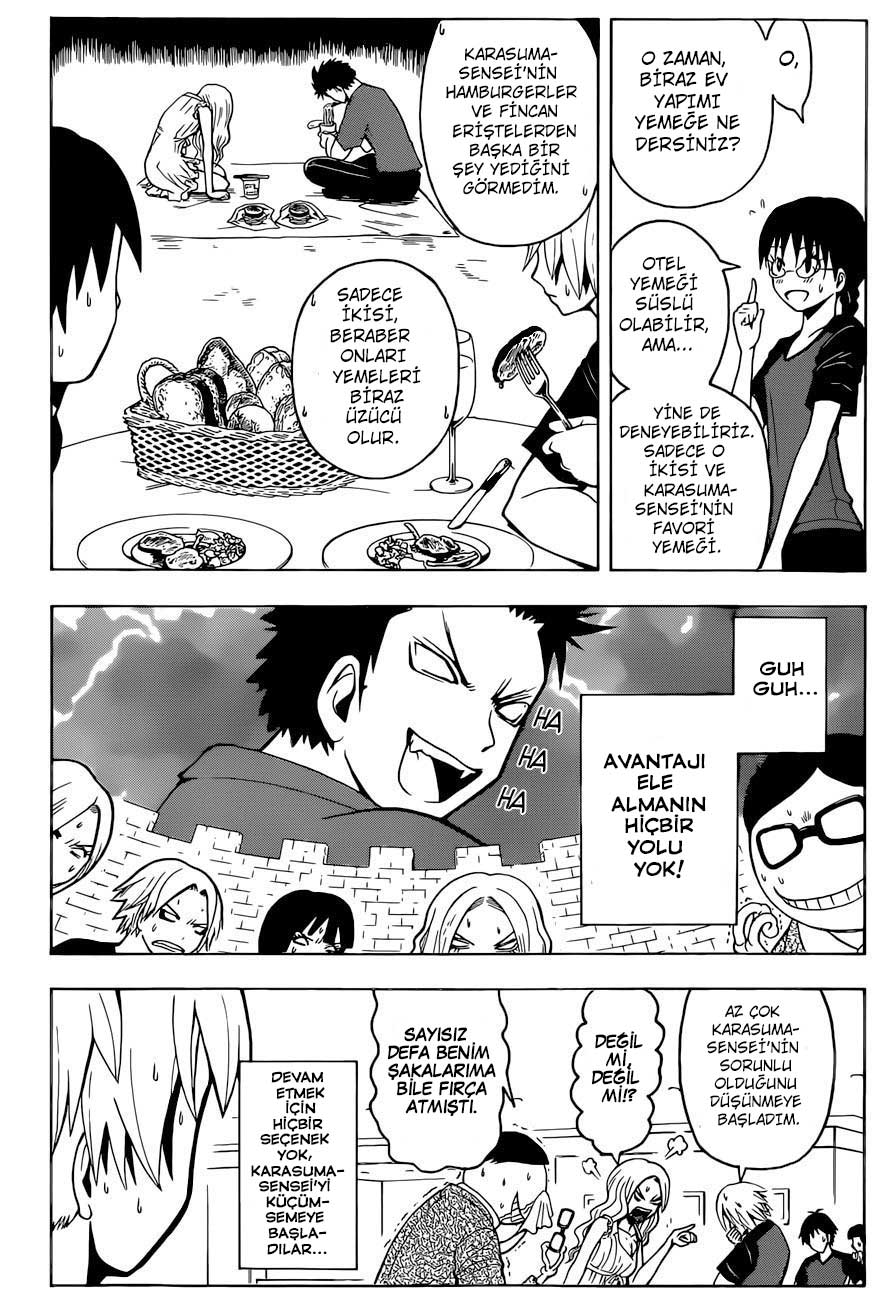 O,
O ZAMAN,
BİRAZ EV
YAPIMI
YEMEĞE NE
DERSİNİZ?
OTEL
YEMEĞİ
SÜSLÜ
OLABİLİR,
AMA...
YİNE DE
DENEYEBİLİRİZ.
SADECE O
İKİSİ VE
KARASUMA-
SENSEİ'NİN
FAVORİ
YEMEĞİ.
KARASUMA-
SENSEİ'NİN
HAMBURGERLER
VE FİNCAN
ERİŞTELERDEN
BAŞKA BİR
ŞEY YEDİĞİNİ
GÖRMEDİM.
SADECE
İKİSİ,
BERABER
ONLARI
YEMELERİ
BİRAZ
ÜZÜCÜ
OLUR.
GUH
GUH...
AVANTAJI
ELE
ALMANIN
HİÇBİR
YOLU
YOK!
HA
HA
HA
AZ ÇOK
KARASUMA-
SENSEİ'NİN
SORUNLU
OLDUĞUNU
DÜŞÜNMEYE
BAŞLADIM.
DEĞİL
Mİ,
DEĞİL
Mİ!?
SAYISIZ
DEFA BENİM
ŞAKALARIMA
BİLE FIRÇA
ATMIŞTI.
DEVAM
ETMEK
İÇİN
HİÇBİR
SEÇENEK
YOK,
KARASUMA-
SENSEİ'Yİ
KÜÇÜM-
SEMEYE
BAŞLA-
DILAR...